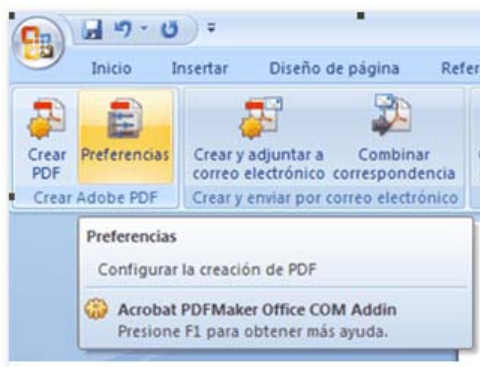 Inicio Insertar Diseño de página Refer
Crear PDF
Preferencias
Crear y adjuntar a correo electrónico
Combinar correspondencia
Crear Adobe PDF
Crear y enviar por correo electrónico
Preferencias
Configurar la creación de PDF
Acrobat PDFMaker Office COM Addin
Presione F1 para obtener más ayuda.